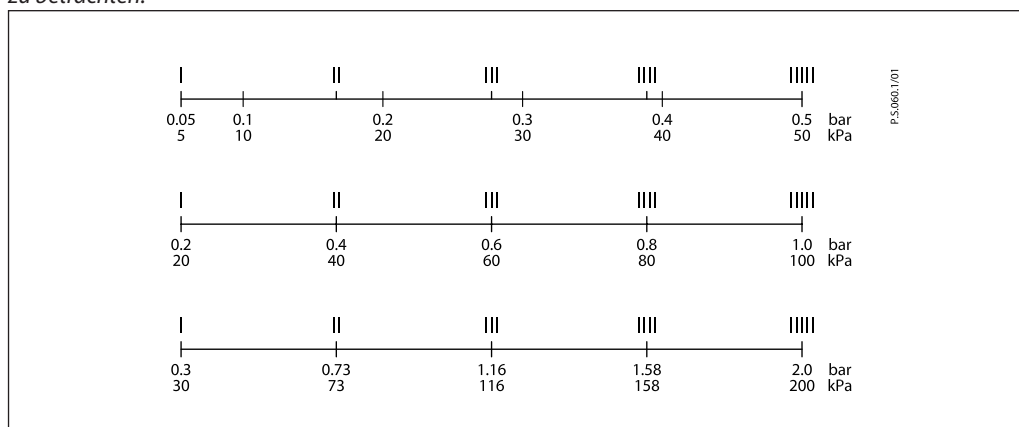 zu betrachten.
I II III IIII IIIII
0.05 0.1 0.2 0.3 0.4 0.5 bar
5 10 20 30 40 50 kPa
P.S.060.1/01
I II III IIII IIIII
0.2 0.4 0.6 0.8 1.0 bar
20 40 60 80 100 kPa
I II III IIII IIIII
0.3 0.73 1.16 1.58 2.0 bar
30 73 116 158 200 kPa